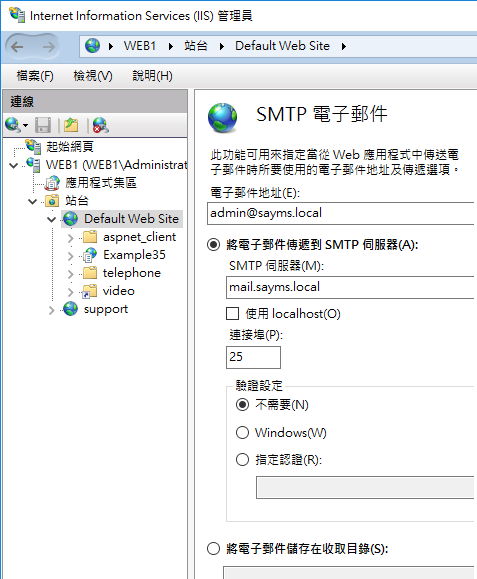 Internet Information Services (IIS) 管理員
WEB1 站台 Default Web Site
檔案(F) 檢視(V) 說明(H)
連線
起始網頁
WEB1 (WEB1\Administrat
應用程式集區
站台
Default Web Site
aspnet_client
Example35
telephone
video
support
SMTP 電子郵件
此功能可用來指定當從 Web 應用程式中傳送電
子郵件時所要使用的電子郵件地址及傳遞選項。
電子郵件地址(E):
admin@sayms.local
將電子郵件傳遞到 SMTP 伺服器(A):
SMTP 伺服器(M):
mail.sayms.local
使用 localhost(O)
連接埠(P):
25
驗證設定
不需要(N)
Windows(W)
指定認證(R):
將電子郵件儲存在收取目錄(S):